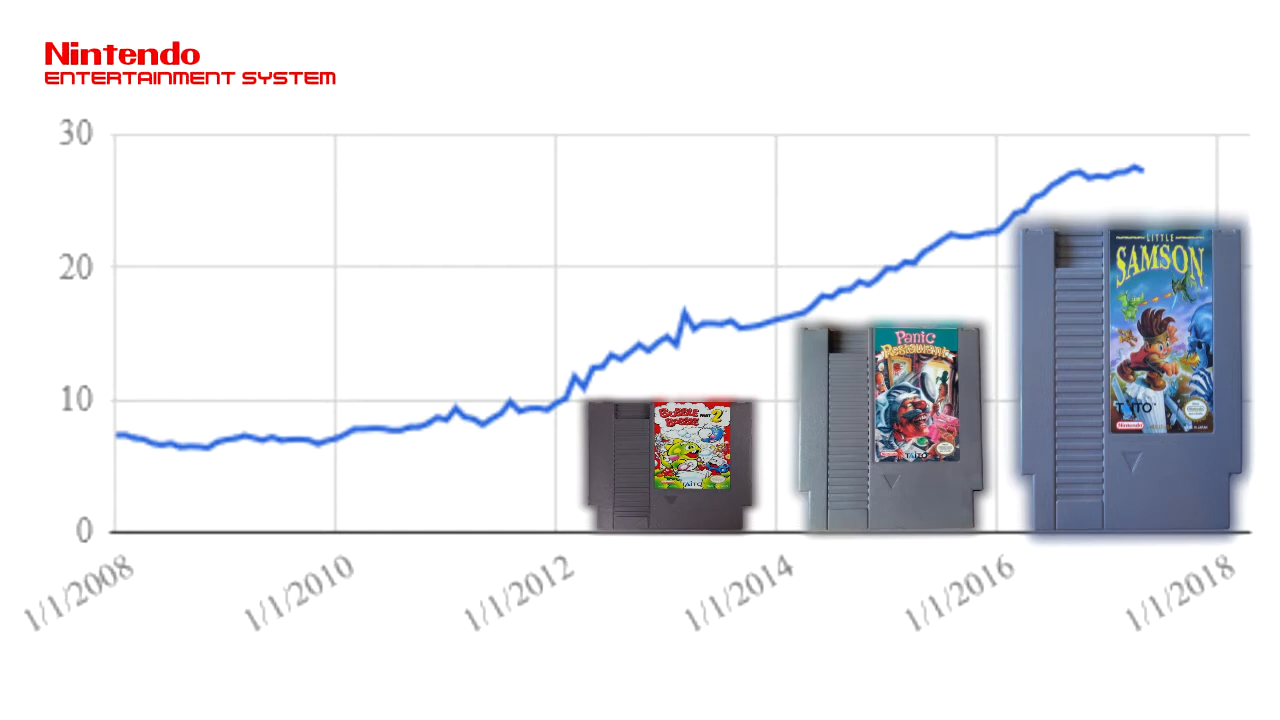 Nintendo
ENTERTAINMENT SYSTEM
30
20
10
0
1/1/2008
1/1/2010
1/1/2012
1/1/2014
1/1/2016
1/1/2018
BUBBLE
BOBBLE
PART 2
TAITO
Panic
Restaurant
TAITO
LITTLE
SAMSON
TAITO
Nintendo